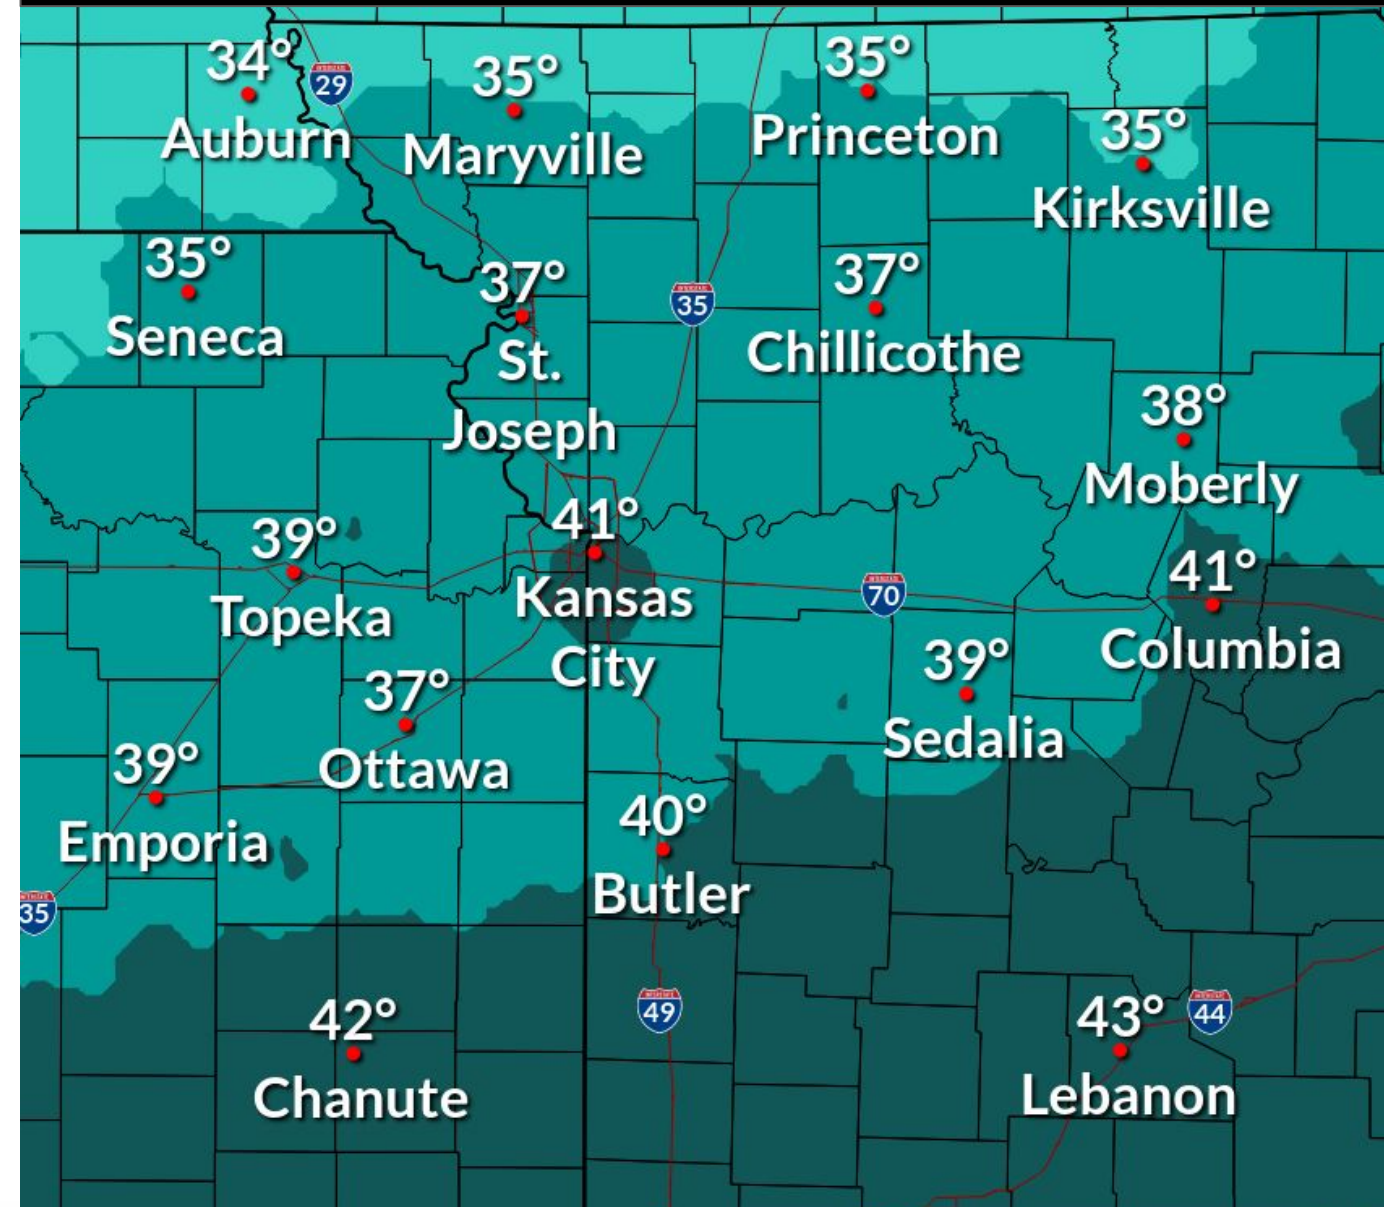 34°
Auburn
29
35°
Maryville
35°
Princeton
35°
Kirksville
35°
Seneca
37°
St.
Joseph
35
37°
Chillicothe
38°
Moberly
39°
Topeka
41°
Kansas
City
70
41°
Columbia
39°
Sedalia
37°
Ottawa
39°
Emporia
40°
Butler
35
42°
Chanute
49
43°
Lebanon
44